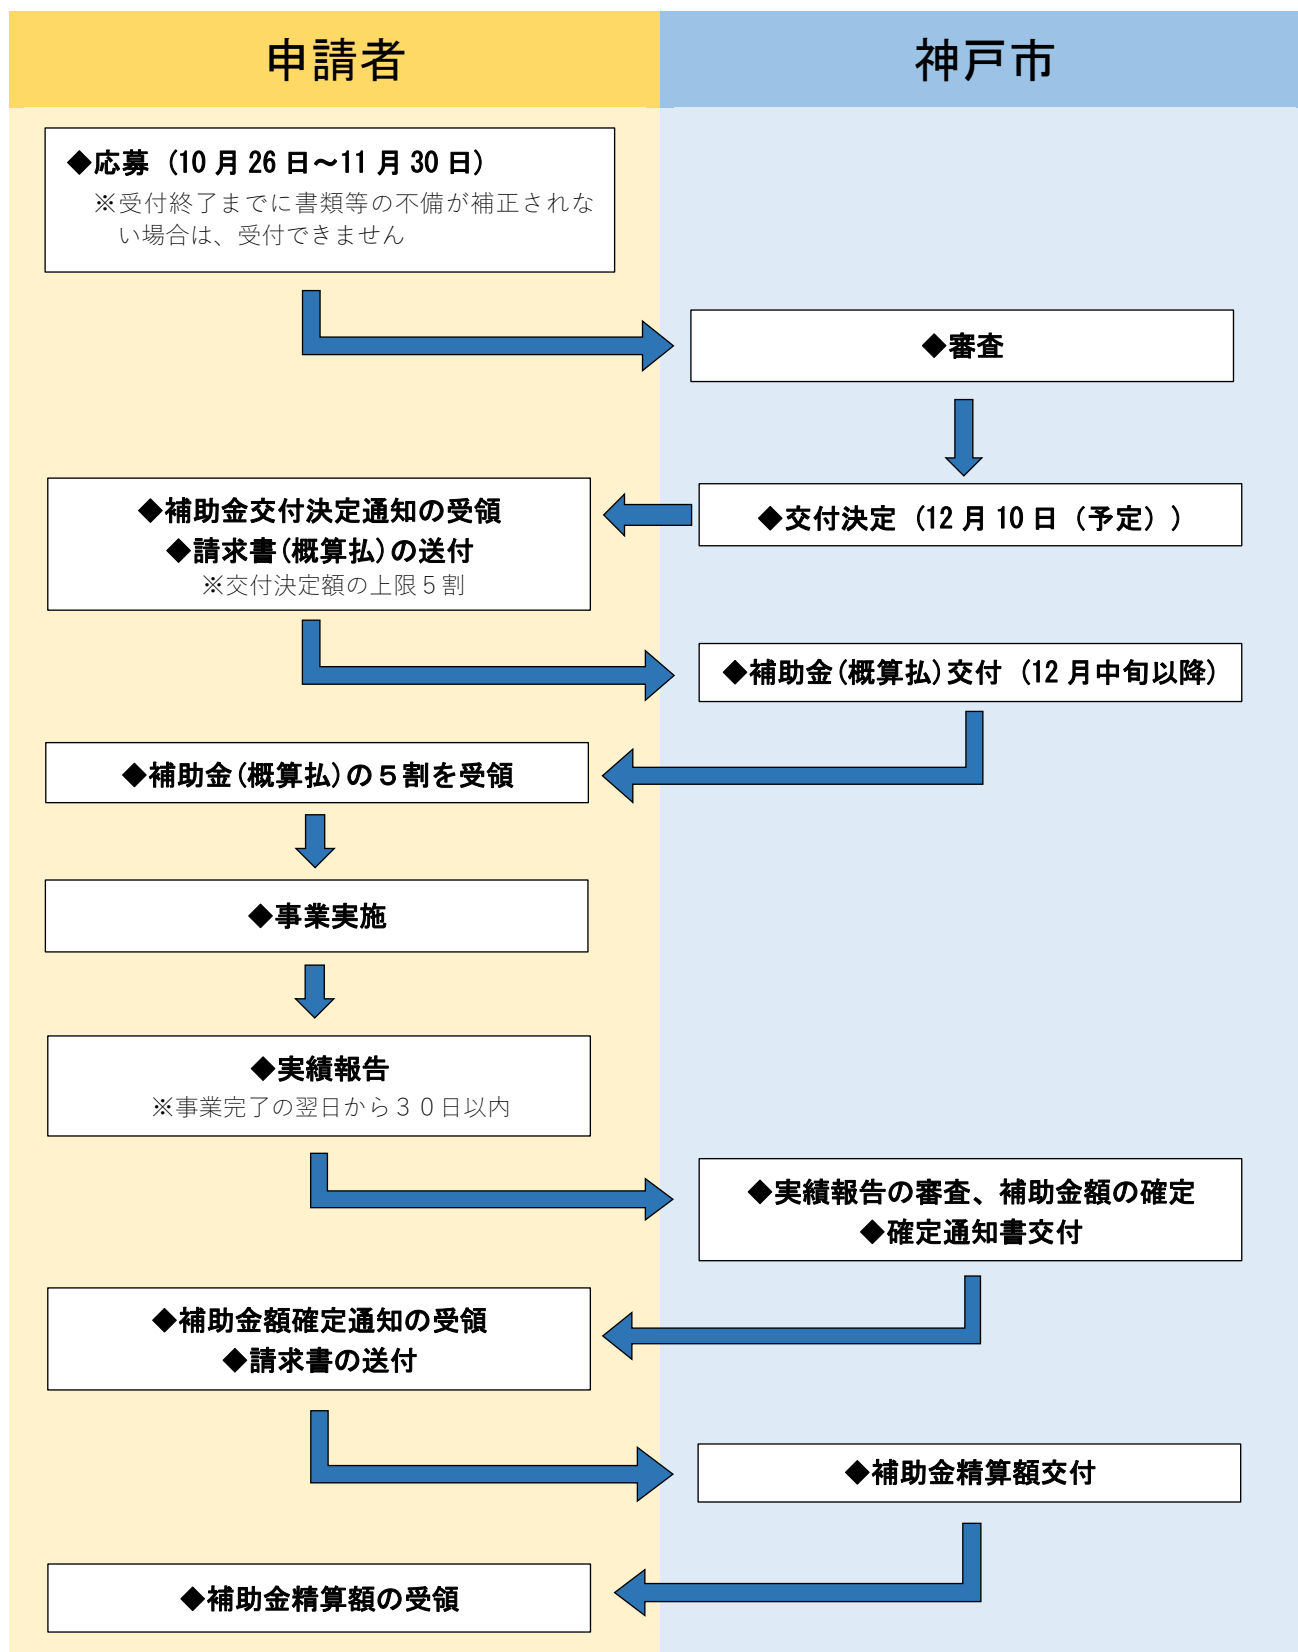 申請者
神戸市
◆応募（10月26日～11月30日）
※受付終了までに書類等の不備が補正されな
い場合は、受付できません
◆審査
◆交付決定（12月10日（予定））
◆補助金交付決定通知の受領
◆請求書(概算払)の送付
※交付決定額の上限５割
◆補助金(概算払)交付（12月中旬以降）
◆補助金(概算払)の５割を受領
◆事業実施
◆実績報告
※事業完了の翌日から３０日以内
◆実績報告の審査、補助金額の確定
◆確定通知書交付
◆補助金額確定通知の受領
◆請求書の送付
◆補助金精算額交付
◆補助金精算額の受領